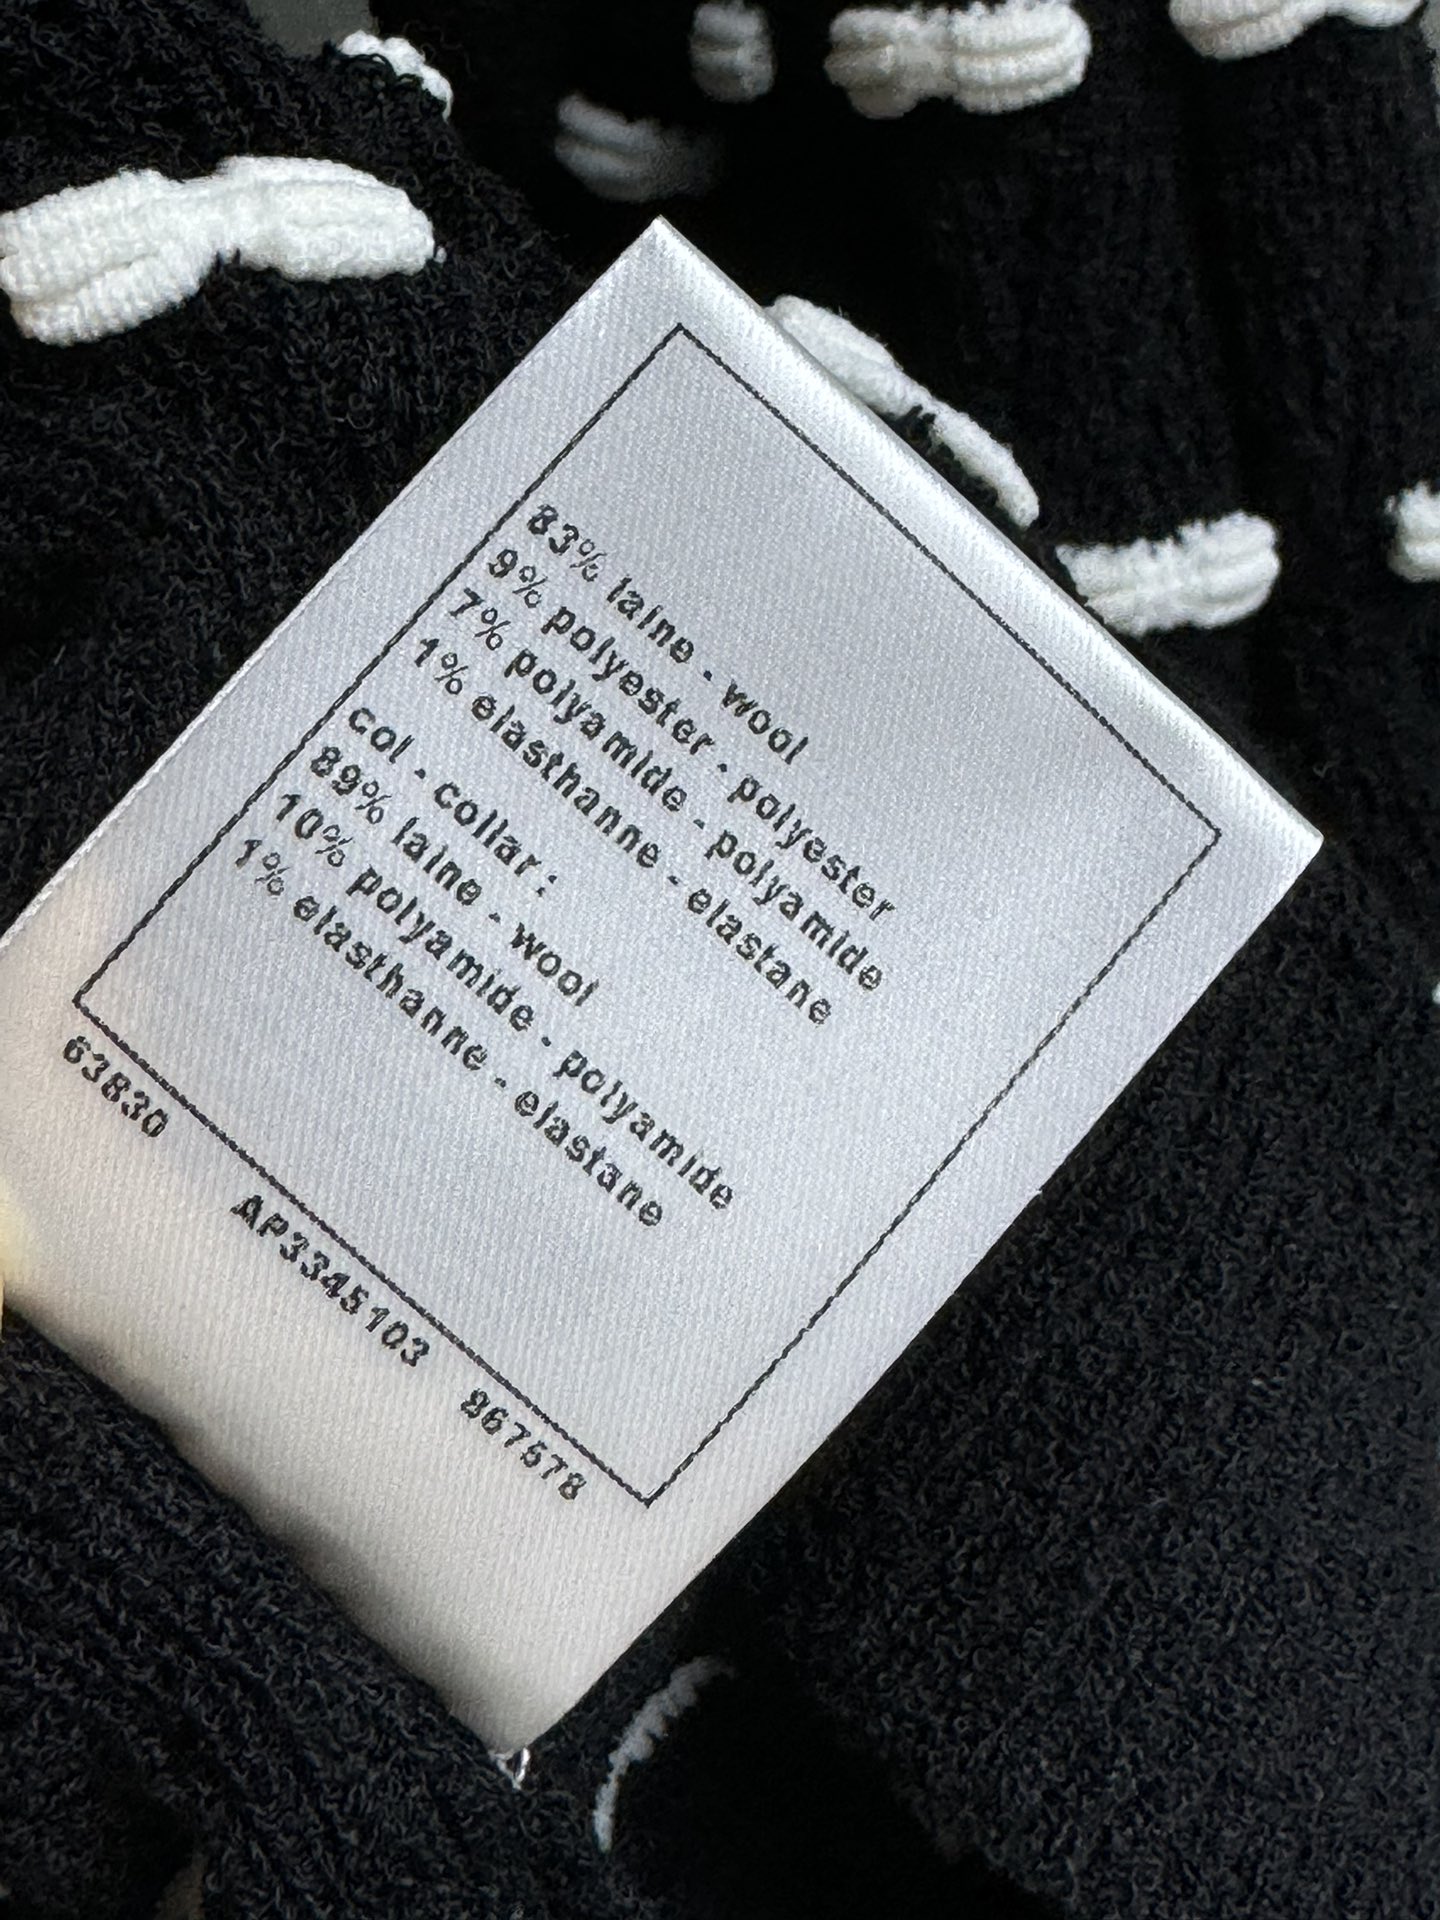 83% laine - wool
9% polyester - polyester
7% polyamide - polyamide
1% elasthanne - elastane
col - collar :
89% laine - wool
10% polyamide - polyamide
1% elasthanne - elastane
63830 AP3345103 867578